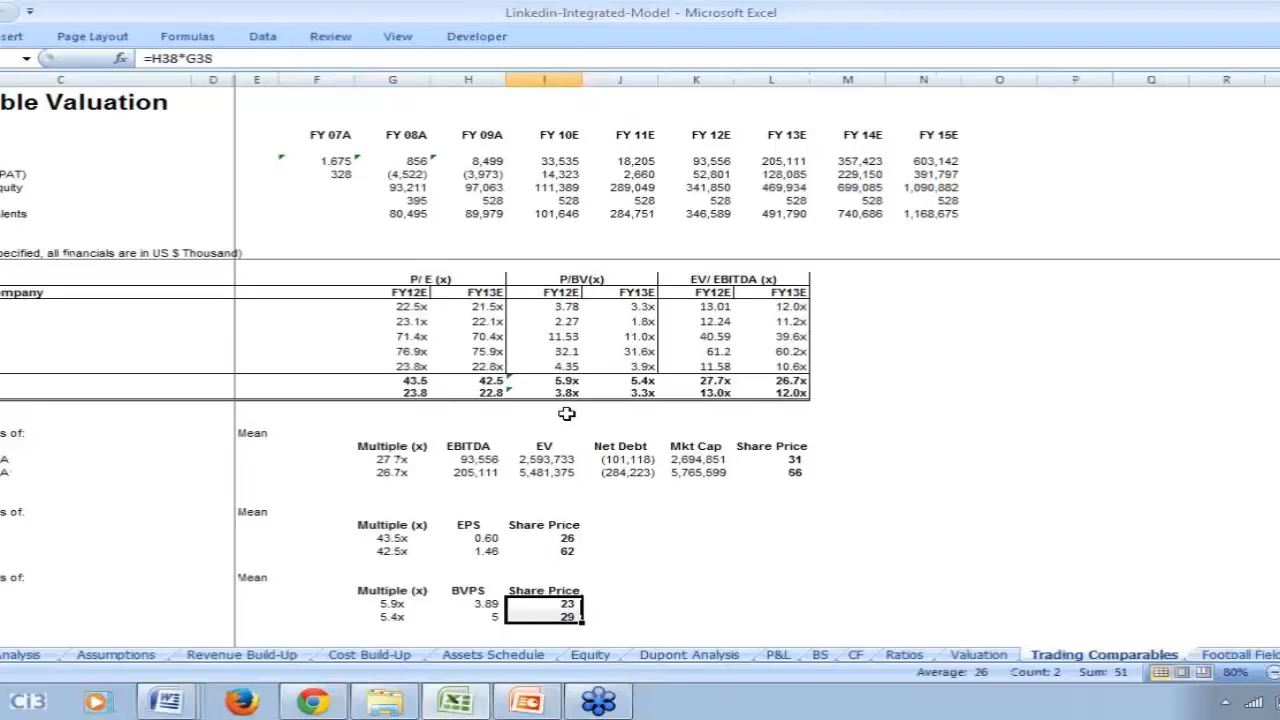 Linkedin-Integrated-Model - Microsoft Excel
sert Page Layout Formulas Data Review View Developer
fx =H38*G38
C D E F G H I J K L M N O P Q R
ble Valuation
FY 07A FY 08A FY 09A FY 10E FY 11E FY 12E FY 13E FY 14E FY 15E
1,675 856 8,499 33,535 18,205 93,556 205,111 357,423 603,142
PAT) 328 (4,522) (3,973) 14,323 2,660 52,801 128,085 229,150 391,797
quity 93,211 97,063 111,389 289,049 341,850 469,934 699,085 1,090,882
395 528 528 528 528 528 528 528
lents 80,495 89,979 101,646 284,751 346,589 491,790 740,686 1,168,675
pecified, all financials are in US $ Thousand)
P/ E (x) P/BV(x) EV/ EBITDA (x)
ompany FY12E FY13E FY12E FY13E FY12E FY13E
22.5x 21.5x 3.78 3.3x 13.01 12.0x
23.1x 22.1x 2.27 1.8x 12.24 11.2x
71.4x 70.4x 11.53 11.0x 40.59 39.6x
76.9x 75.9x 32.1 31.6x 61.2 60.2x
23.8x 22.8x 4.35 3.9x 11.58 10.6x
43.5 42.5 5.9x 5.4x 27.7x 26.7x
23.8 22.8 3.8x 3.3x 13.0x 12.0x
s of: Mean
Multiple (x) EBITDA EV Net Debt Mkt Cap Share Price
A 27.7x 93,556 2,593,733 (101,118) 2,694,851 31
A 26.7x 205,111 5,481,375 (284,223) 5,765,599 66
s of. Mean
Multiple (x) EPS Share Price
43.5x 0.60 26
42.5x 1.46 62
s of: Mean
Multiple (x) BVPS Share Price
5.9x 3.89 23
5.4x 5 29
Analysis Assumptions Revenue Build-Up Cost Build-Up Assets Schedule Equity Dupont Analysis P&L BS CF Ratios Valuation Trading Comparables Football Field
Average: 26 Count: 2 Sum: 51 80%